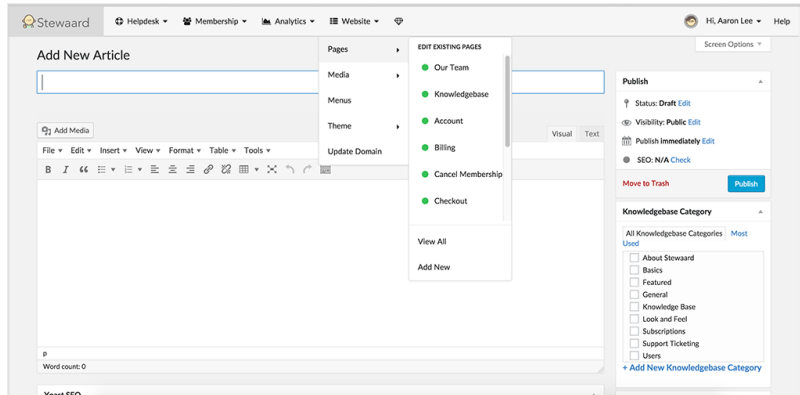 Stewaard Helpdesk Membership Analytics Website Hi, Aaron Lee Help
Screen Options
Add New Article
Pages
Media
Menus
Theme
Update Domain
EDIT EXISTING PAGES
Our Team
Knowledgebase
Account
Billing
Cancel Membership
Checkout
View All
Add New
Add Media
Visual Text
File Edit Insert View Format Table Tools
B I
p
Word count: 0
Yoast SEO
Publish
Status: Draft Edit
Visibility: Public Edit
Publish immediately Edit
SEO: N/A Check
Move to Trash Publish
Knowledgebase Category
All Knowledgebase Categories Most
Used
About Stewaard
Basics
Featured
General
Knowledge Base
Look and Feel
Subscriptions
Support Ticketing
Users
+ Add New Knowledgebase Category